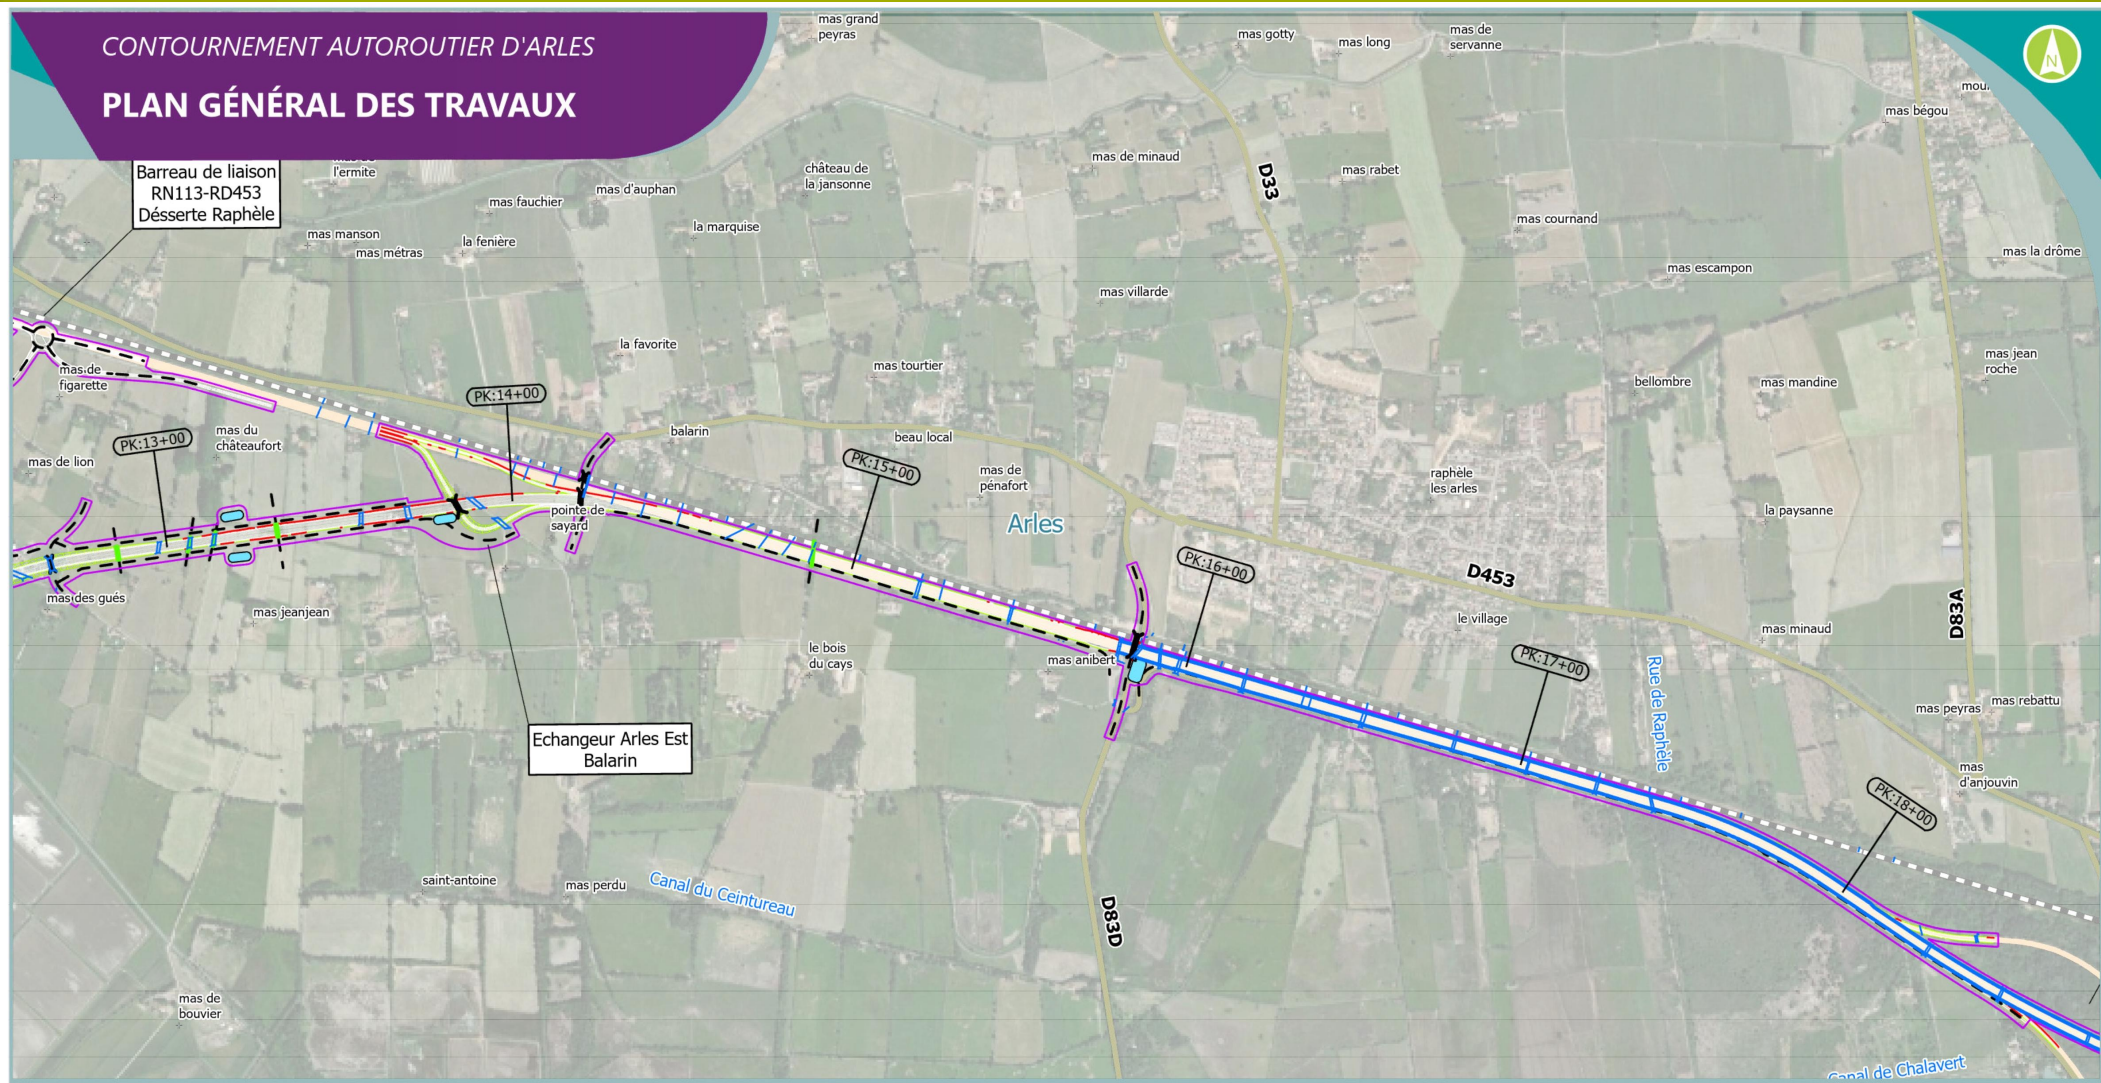 CONTOURNEMENT AUTOROUTIER D'ARLES
PLAN GÉNÉRAL DES TRAVAUX
N
mas grand
peyras
mas gotty
mas long
mas de
servanne
mas bégou
Barreau de liaison
RN113-RD453
Désserte Raphèle
l'ermite
mas fauchier
mas d'auphan
château de
la jansonne
mas de minaud
D33
mas rabet
mas cournand
mas manson
mas métras
la fenière
la marquise
mas escampon
mas la drôme
mas villarde
la favorite
mas tourtier
mas de
figarette
PK:14+00
bellombre
mas mandine
mas jean
roche
PK:13+00
mas du
châteaufort
balarin
beau local
mas de lion
PK:15+00
mas de
pénafort
raphèle
les arles
pointe de
sayard
Arles
la paysanne
PK:16+00
D453
mas des gués
mas jeanjean
le village
D83A
mas minaud
le bois
du cays
mas anibert
PK:17+00
Rue de Raphèle
mas peyras
mas rebattu
Echangeur Arles Est
Balarin
mas
d'anjouvin
PK:18+00
saint-antoine
mas perdu
Canal du Ceintureau
D83D
mas de
bouvier
Canal de Chalavert